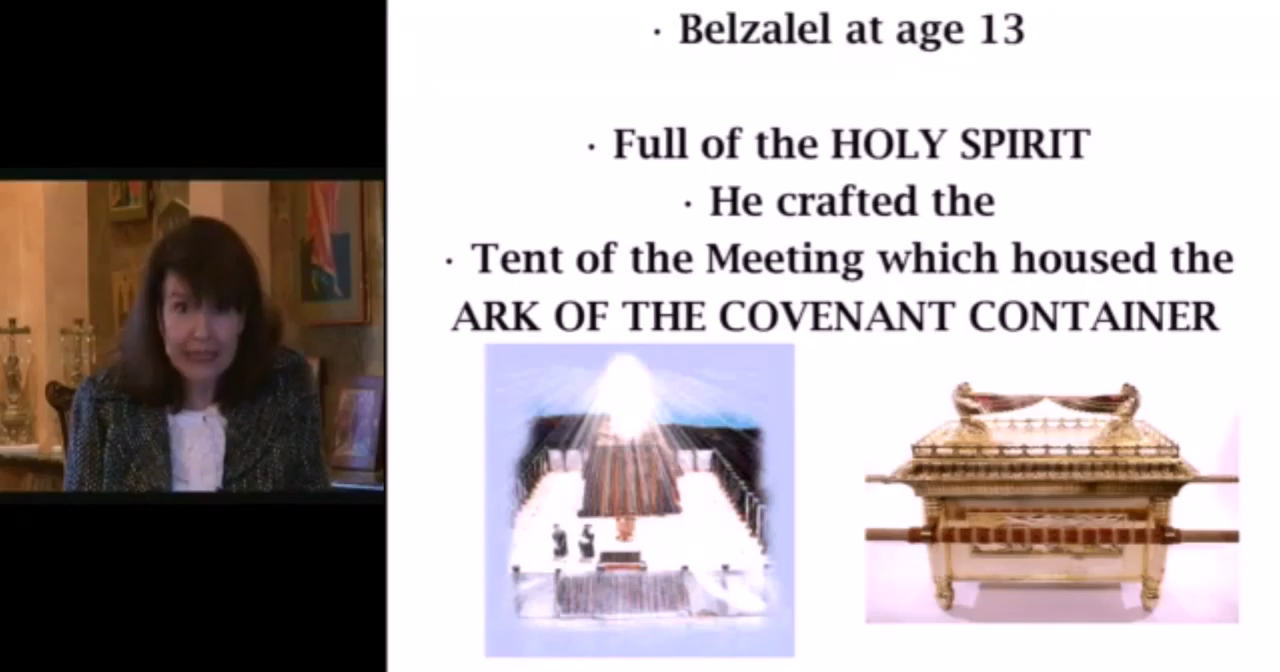 · Belzalel at age 13
· Full of the HOLY SPIRIT
· He crafted the
· Tent of the Meeting which housed the
ARK OF THE COVENANT CONTAINER